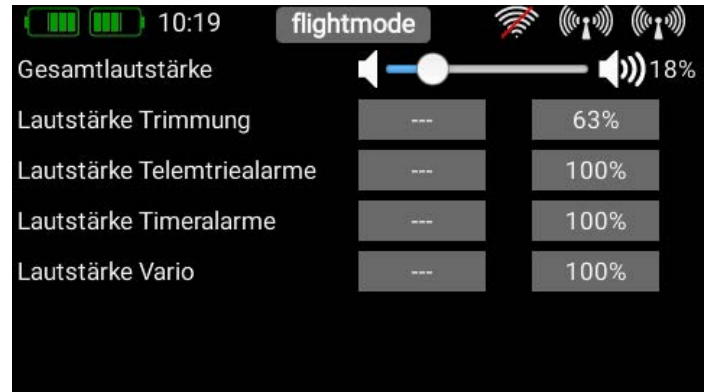 10:19 flightmode
Gesamtlautstärke 18%
Lautstärke Trimmung --- 63%
Lautstärke Telemtriealarme --- 100%
Lautstärke Timeralarme --- 100%
Lautstärke Vario --- 100%